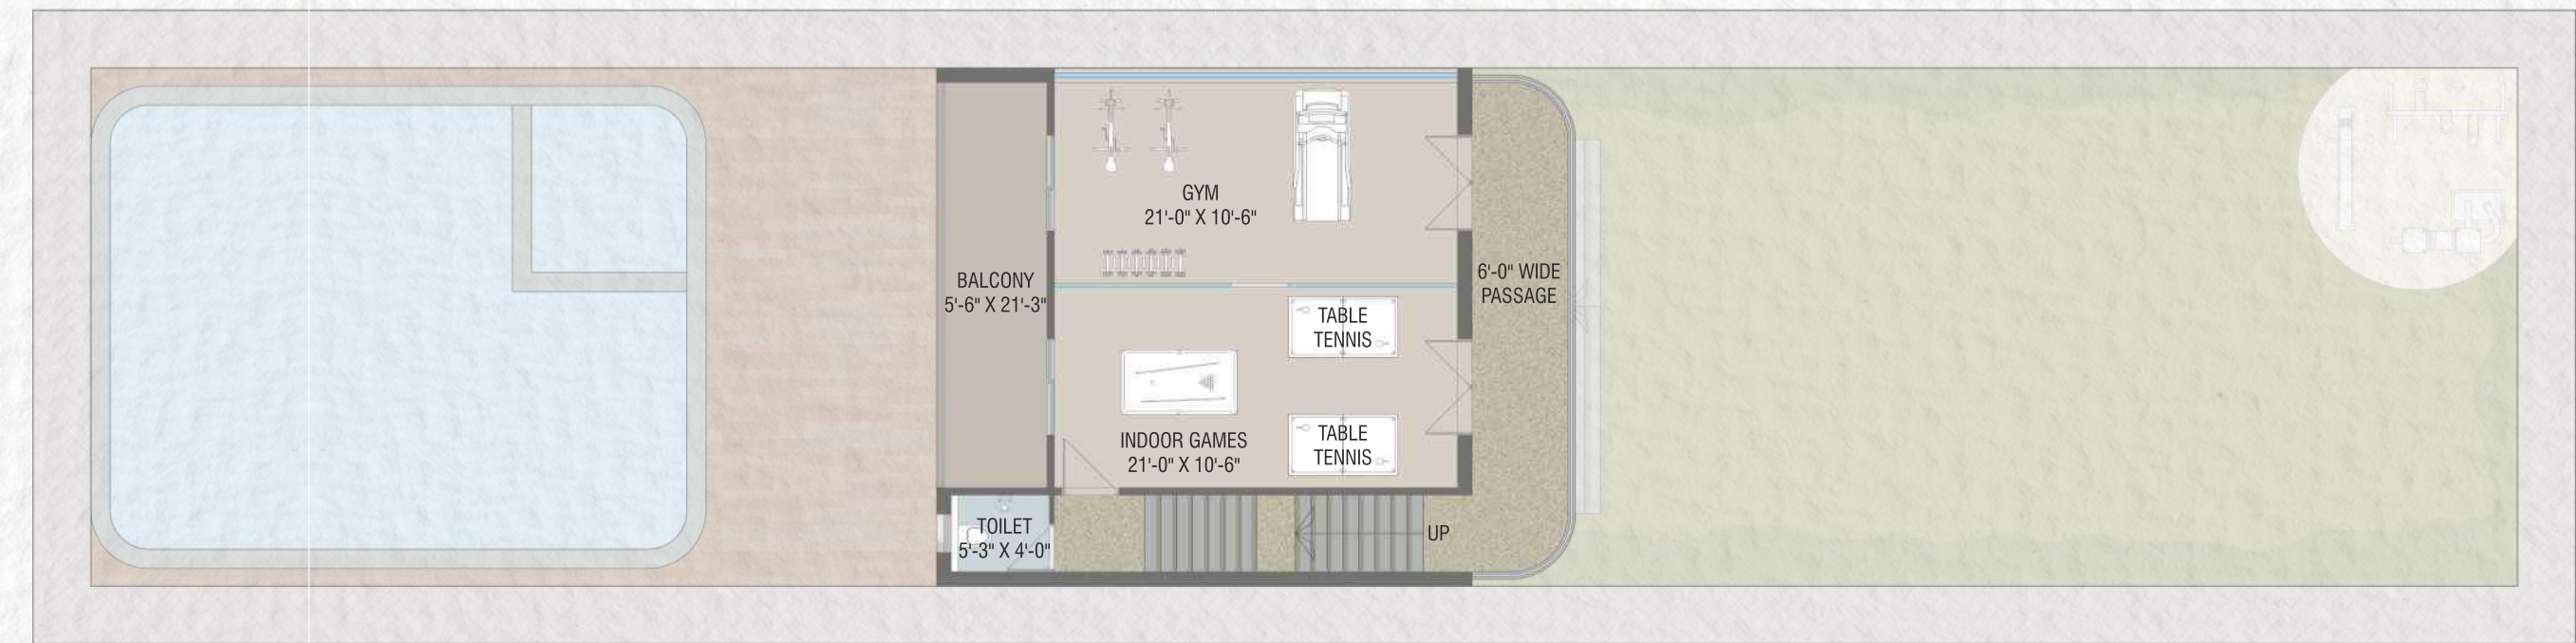 GYM
21'-0" X 10'-6"
BALCONY
5'-6" X 21'-3"
6'-0" WIDE
PASSAGE
TABLE
TENNIS
INDOOR GAMES
21'-0" X 10'-6"
TABLE
TENNIS
TOILET
5'-3" X 4'-0"
UP